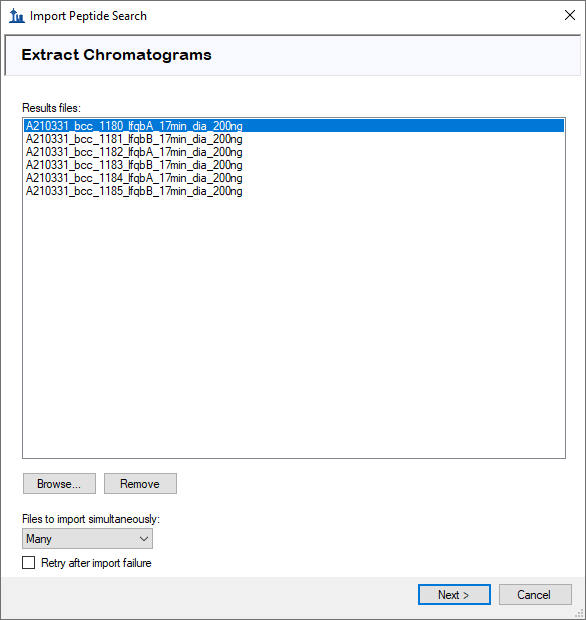 Import Peptide Search
Extract Chromatograms
Results files:
A210331_bcc_1180_lfqbA_17min_dia_200ng
A210331_bcc_1181_lfqbB_17min_dia_200ng
A210331_bcc_1182_lfqbA_17min_dia_200ng
A210331_bcc_1183_lfqbB_17min_dia_200ng
A210331_bcc_1184_lfqbA_17min_dia_200ng
A210331_bcc_1185_lfqbB_17min_dia_200ng
Browse... Remove
Files to import simultaneously:
Many
Retry after import failure
Next > Cancel